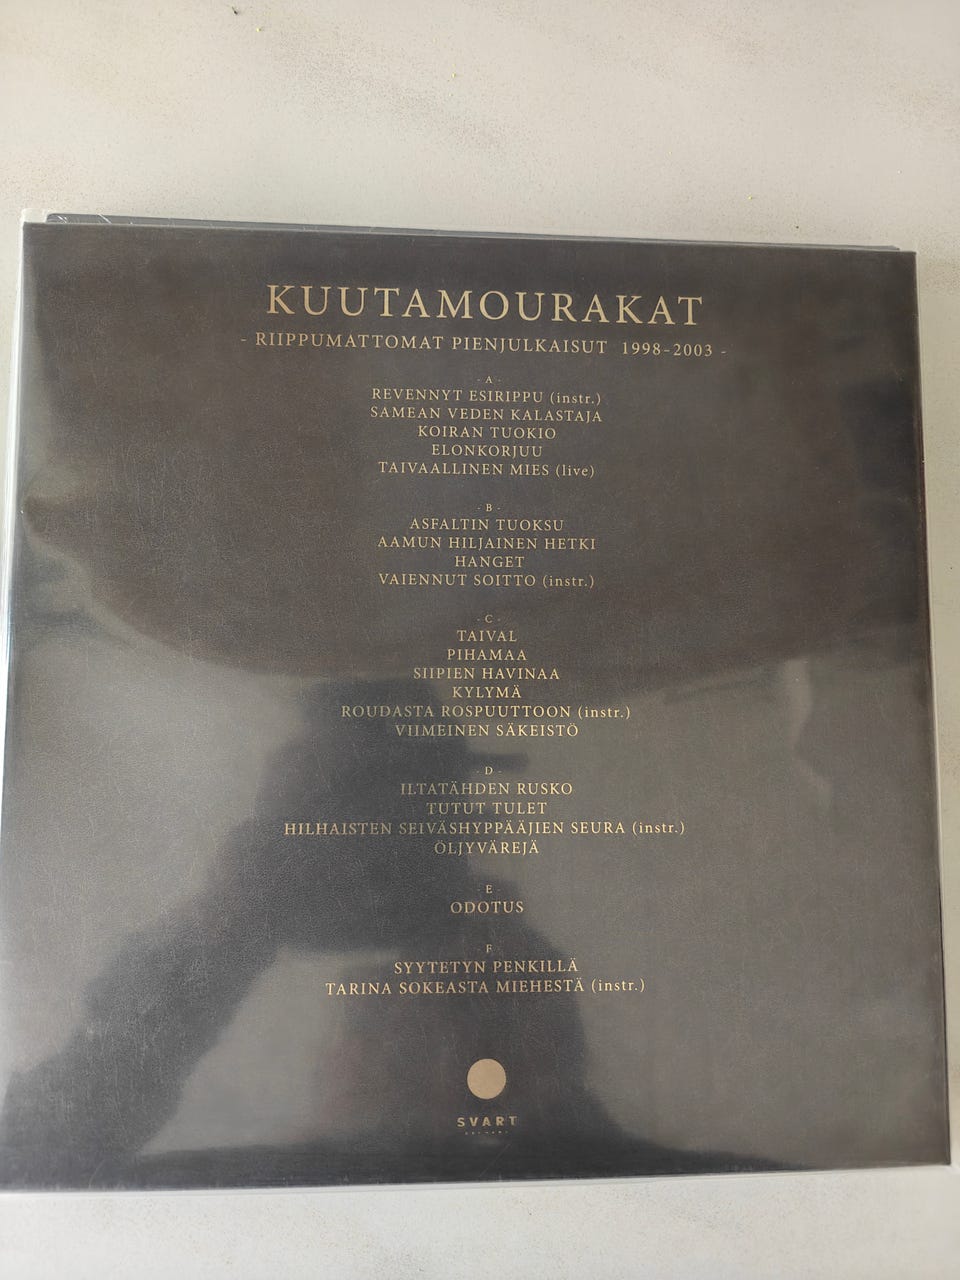 KUUTAMOURAKAT
- RIIPPUMATTOMAT PIENJULKAISUT 1998-2003 -
- A -
REVENNYT ESIRIPPU (instr.)
SAMEAN VEDEN KALASTAJA
KOIRAN TUOKIO
ELONKORJUU
TAIVAALLINEN MIES (live)
- B -
ASFALTIN TUOKSU
AAMUN HILJAINEN HETKI
HANGET
VAIENNUT SOITTO (instr.)
- C -
TAIVAL
PIHAMAA
SIIPIEN HAVINAA
KYLYMÄ
ROUDASTA ROSPUUTTOON (instr.)
VIIMEINEN SÄKEISTÖ
- D -
ILTATÄHDEN RUSKO
TUTUT TULET
HILHAISTEN SEIVÄSHYPPÄÄJIEN SEURA (instr.)
ÖLJYVÄREJÄ
- E -
ODOTUS
- F -
SYYTETYN PENKILLÄ
TARINA SOKEASTA MIEHESTÄ (instr.)
SVART